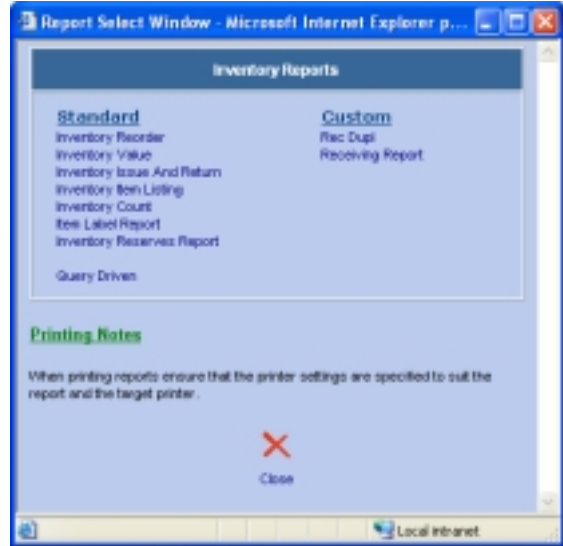 Report Select Window - Microsoft Internet Explorer p...
Inventory Reports
Standard
Inventory Reorder
Inventory Value
Inventory Issue And Return
Inventory Item Listing
Inventory Count
Item Label Report
Inventory Reserves Report
Query Driven
Custom
Rec Dupl
Receiving Report
Printing Notes
When printing reports ensure that the printer settings are specified to suit the
report and the target printer.
Close
Local intranet